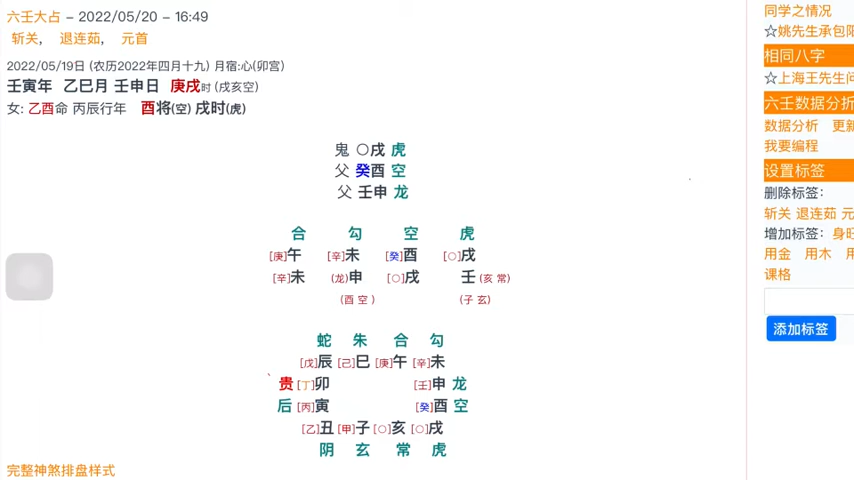 六壬大占 – 2022/05/20 – 16:49
斩关, 退连茹, 元首
2022/05/19日 (农历2022年四月十九) 月宿:心(卯宫)
壬寅年 乙巳月 壬申日 庚戌时 (戌亥空)
女: 乙酉命 丙辰行年 酉将(空) 戌时(虎)
鬼 〇戌 虎
父 癸酉 空
父 壬申 龙
合 勾 空 虎
[庚]午 [辛]未 [癸]酉 [〇]戌
[辛]未 (龙)申 [〇]戌 壬 (亥 常)
(酉 空 ) (子 玄)
蛇 朱 合 勾
[戊]辰 [己]巳 [庚]午 [辛]未
贵 [丁]卯 [壬]申 龙
后 [丙]寅 [癸]酉 空
[乙]丑 [甲]子 [〇]亥 [〇]戌
阴 玄 常 虎
完整神煞排盘样式
同学之情况
☆姚先生承包阳
相同八字
☆上海王先生问
六壬数据分析
数据分析 更新
我要编程
设置标签
删除标签:
斩关 退连茹 元
增加标签: 身旺
用金 用木 用
课格
添加标签